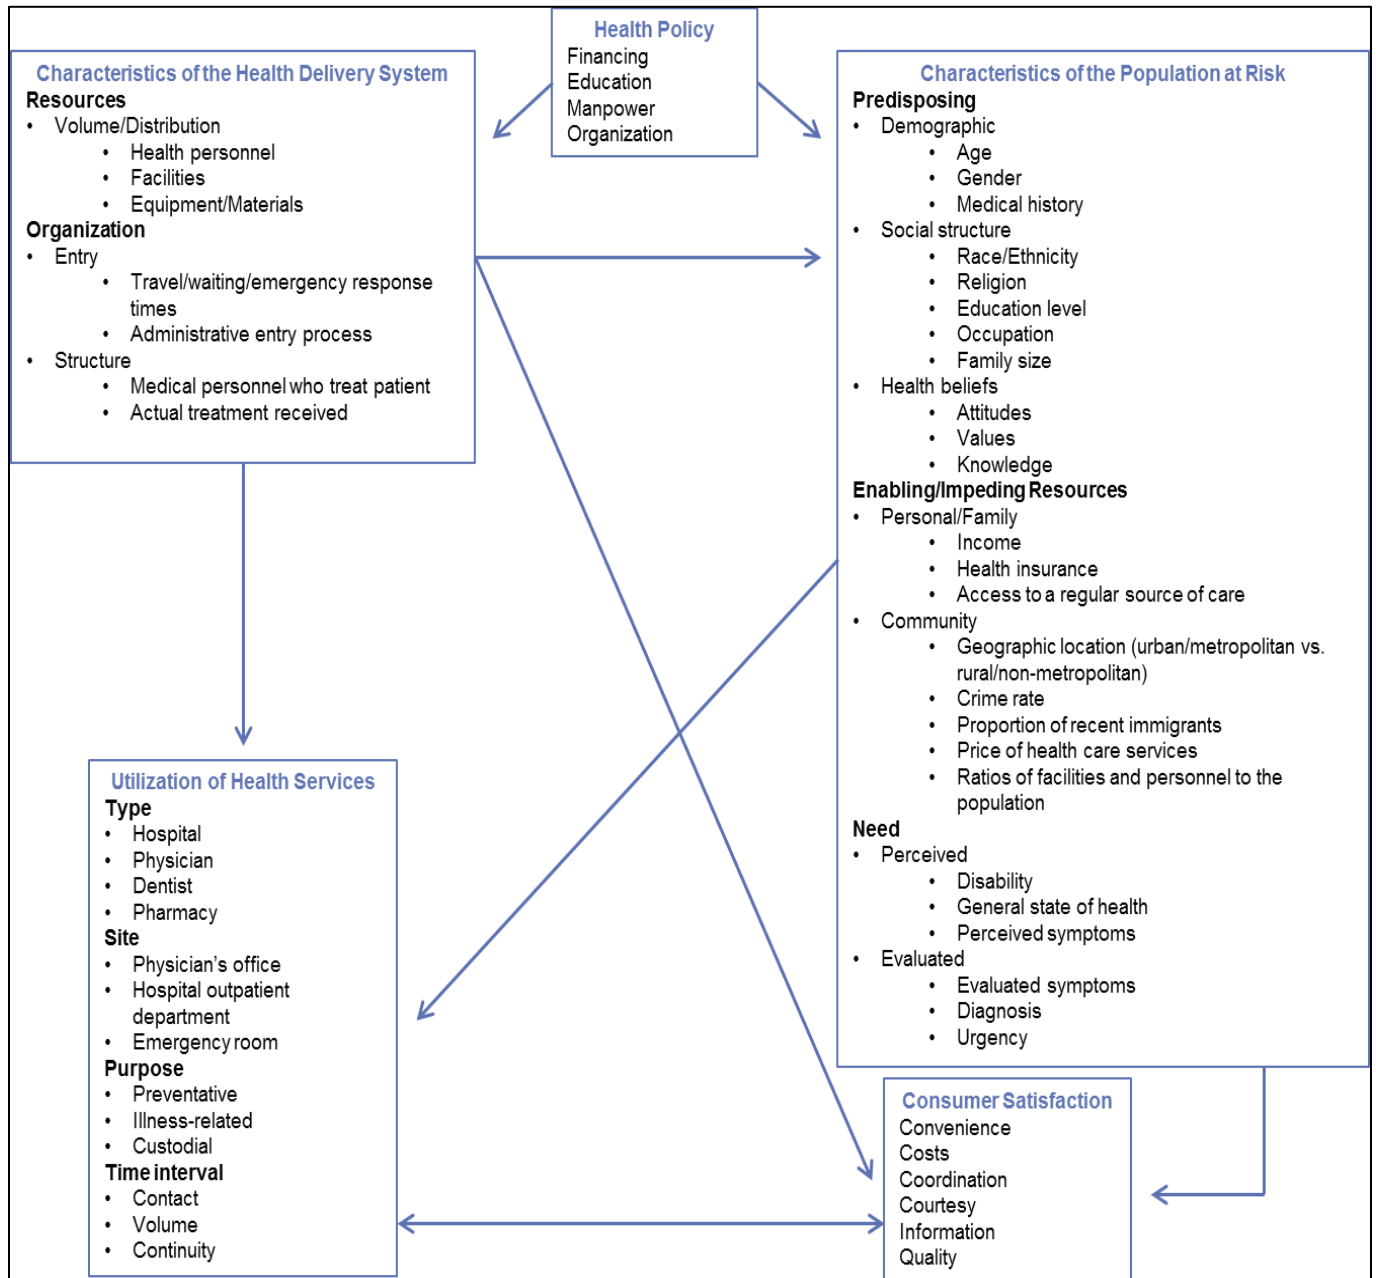 Health Policy
Financing
Education
Manpower
Organization
Characteristics of the Health Delivery System
Resources
• Volume/Distribution
• Health personnel
• Facilities
• Equipment/Materials
Organization
• Entry
• Travel/waiting/emergency response
times
• Administrative entry process
• Structure
• Medical personnel who treat patient
• Actual treatment received
Characteristics of the Population at Risk
Predisposing
• Demographic
• Age
• Gender
• Medical history
• Social structure
• Race/Ethnicity
• Religion
• Education level
• Occupation
• Family size
• Health beliefs
• Attitudes
• Values
• Knowledge
Enabling/Impeding Resources
• Personal/Family
• Income
• Health insurance
• Access to a regular source of care
• Community
• Geographic location (urban/metropolitan vs.
rural/non-metropolitan)
• Crime rate
• Proportion of recent immigrants
• Price of health care services
• Ratios of facilities and personnel to the
population
Need
• Perceived
• Disability
• General state of health
• Perceived symptoms
• Evaluated
• Evaluated symptoms
• Diagnosis
• Urgency
Utilization of Health Services
Type
• Hospital
• Physician
• Dentist
• Pharmacy
Site
• Physician's office
• Hospital outpatient
department
• Emergency room
Purpose
• Preventative
• Illness-related
• Custodial
Time interval
• Contact
• Volume
• Continuity
Consumer Satisfaction
Convenience
Costs
Coordination
Courtesy
Information
Quality